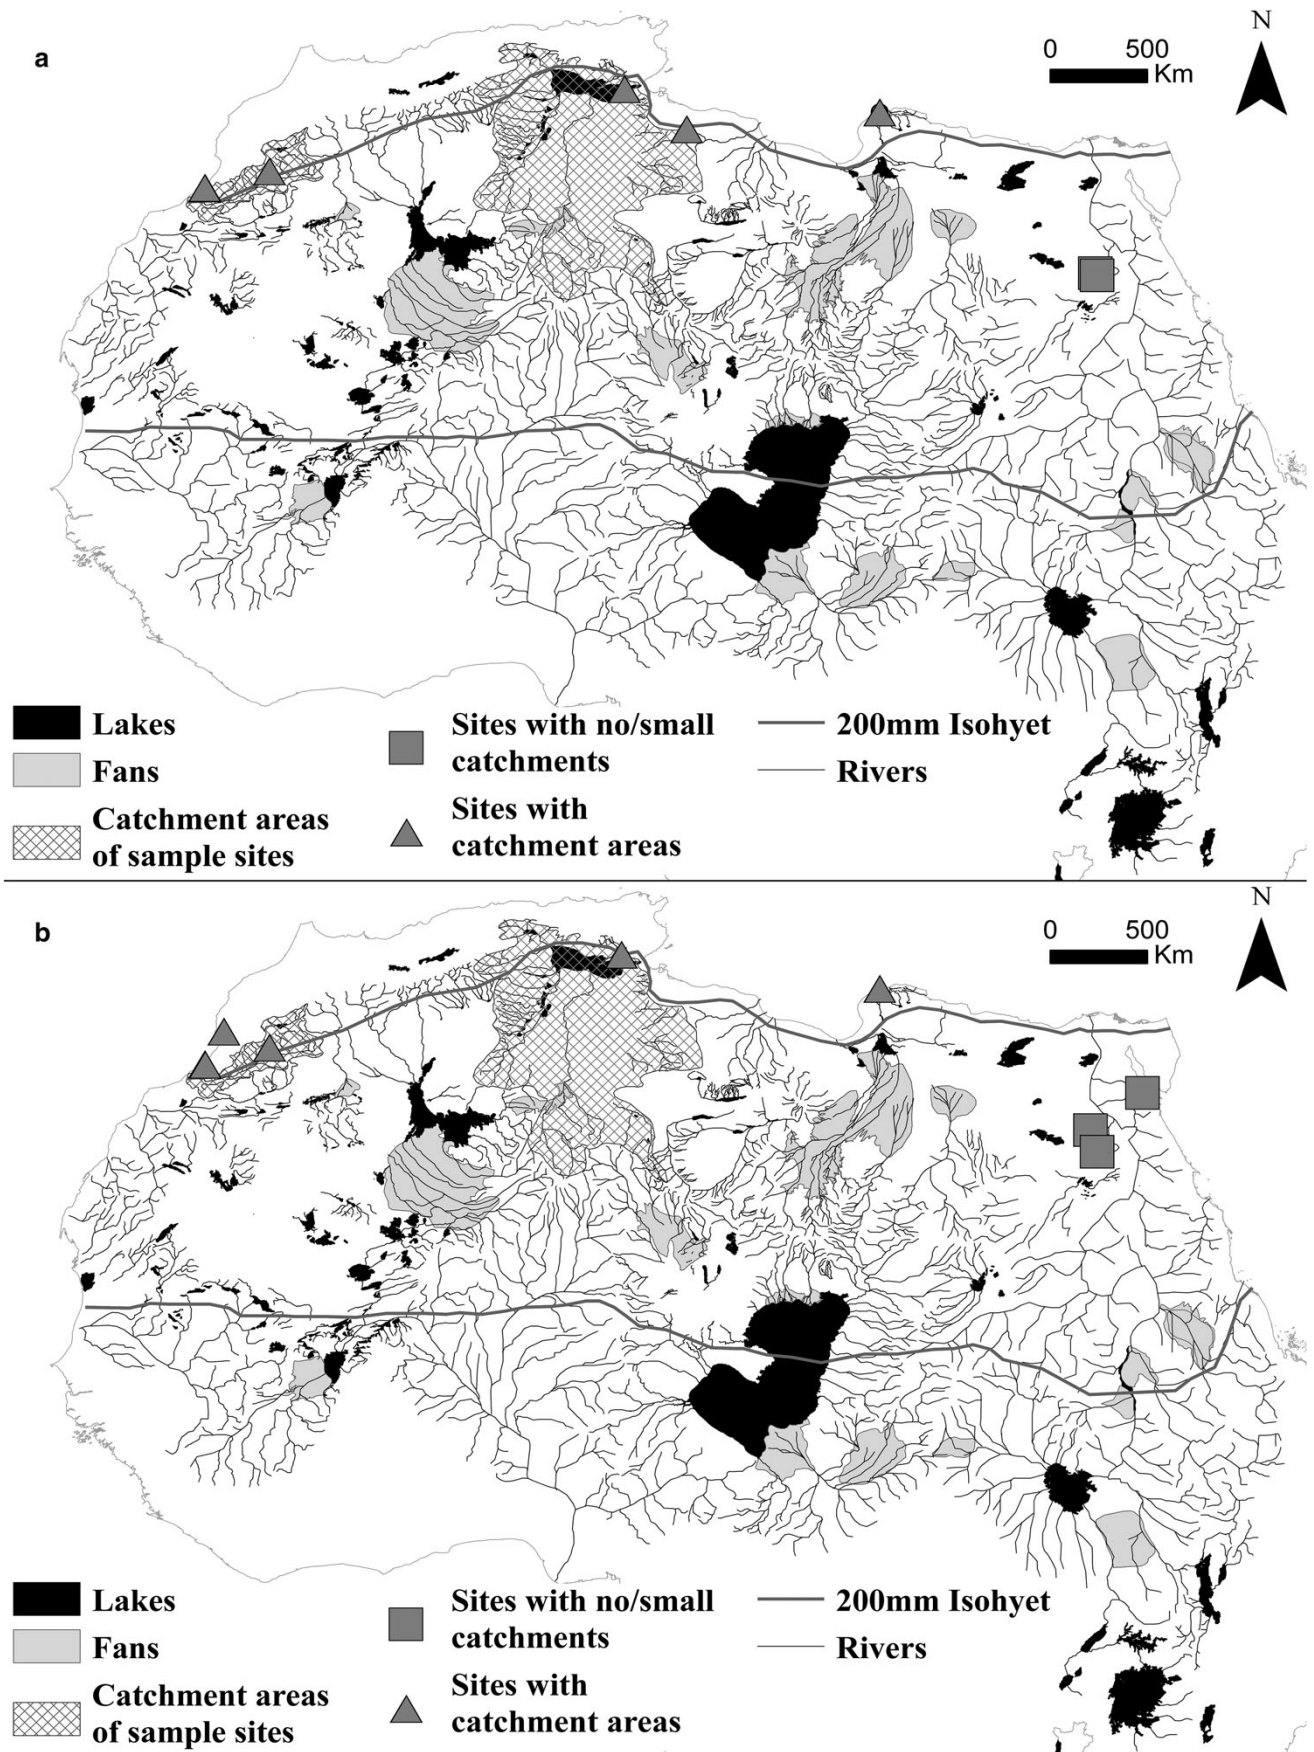 a
N
0 500
Km
Lakes
Fans
Catchment areas
of sample sites
Sites with no/small
catchments
Sites with
catchment areas
200mm Isohyet
Rivers
b
N
0 500
Km
Lakes
Fans
Catchment areas
of sample sites
Sites with no/small
catchments
Sites with
catchment areas
200mm Isohyet
Rivers